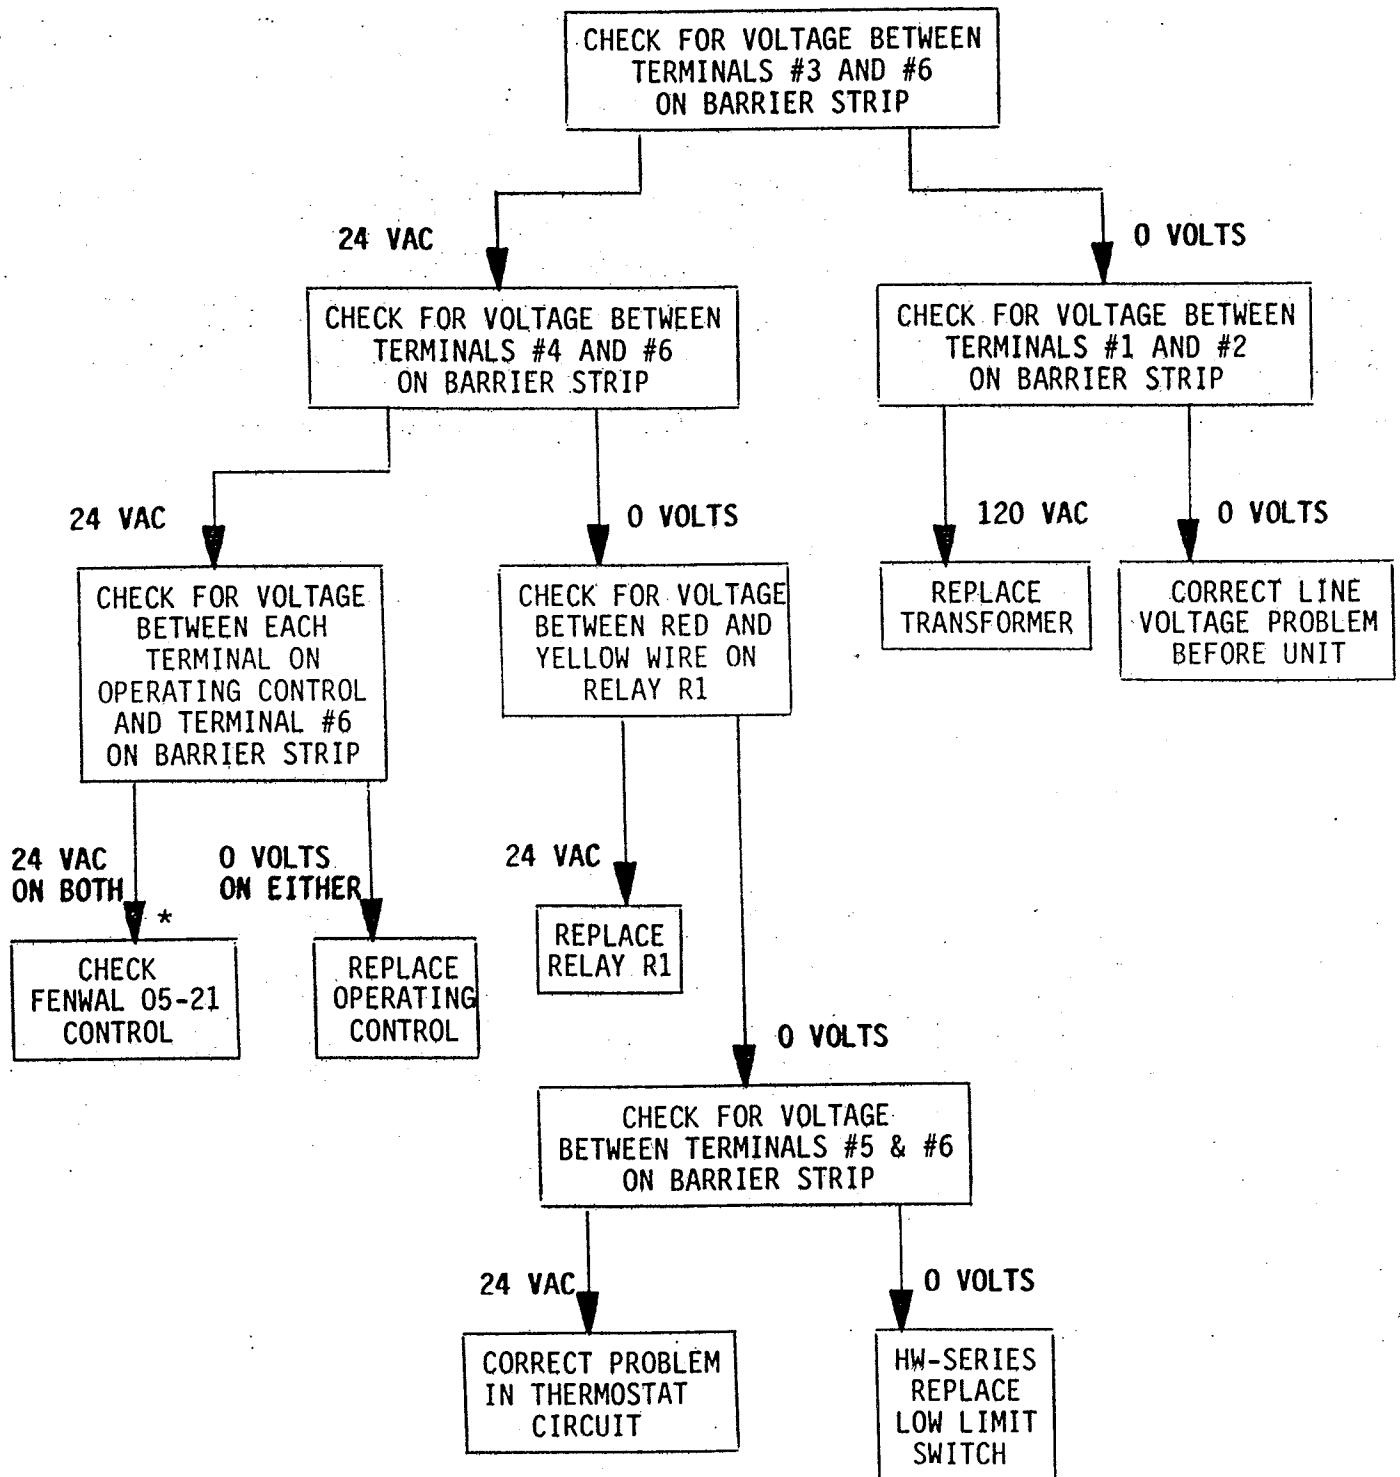 CHECK FOR VOLTAGE BETWEEN
TERMINALS #3 AND #6
ON BARRIER STRIP
24 VAC
0 VOLTS
CHECK FOR VOLTAGE BETWEEN
TERMINALS #4 AND #6
ON BARRIER STRIP
CHECK FOR VOLTAGE BETWEEN
TERMINALS #1 AND #2
ON BARRIER STRIP
24 VAC
0 VOLTS
120 VAC
0 VOLTS
CHECK FOR VOLTAGE
BETWEEN EACH
TERMINAL ON
OPERATING CONTROL
AND TERMINAL #6
ON BARRIER STRIP
CHECK FOR VOLTAGE
BETWEEN RED AND
YELLOW WIRE ON
RELAY R1
REPLACE
TRANSFORMER
CORRECT LINE
VOLTAGE PROBLEM
BEFORE UNIT
24 VAC
ON BOTH
*
0 VOLTS
ON EITHER
24 VAC
0 VOLTS
CHECK
FENWAL 05-21
CONTROL
REPLACE
OPERATING
CONTROL
REPLACE
RELAY R1
CHECK FOR VOLTAGE
BETWEEN TERMINALS #5 & #6
ON BARRIER STRIP
24 VAC
0 VOLTS
CORRECT PROBLEM
IN THERMOSTAT
CIRCUIT
HW-SERIES
REPLACE
LOW LIMIT
SWITCH